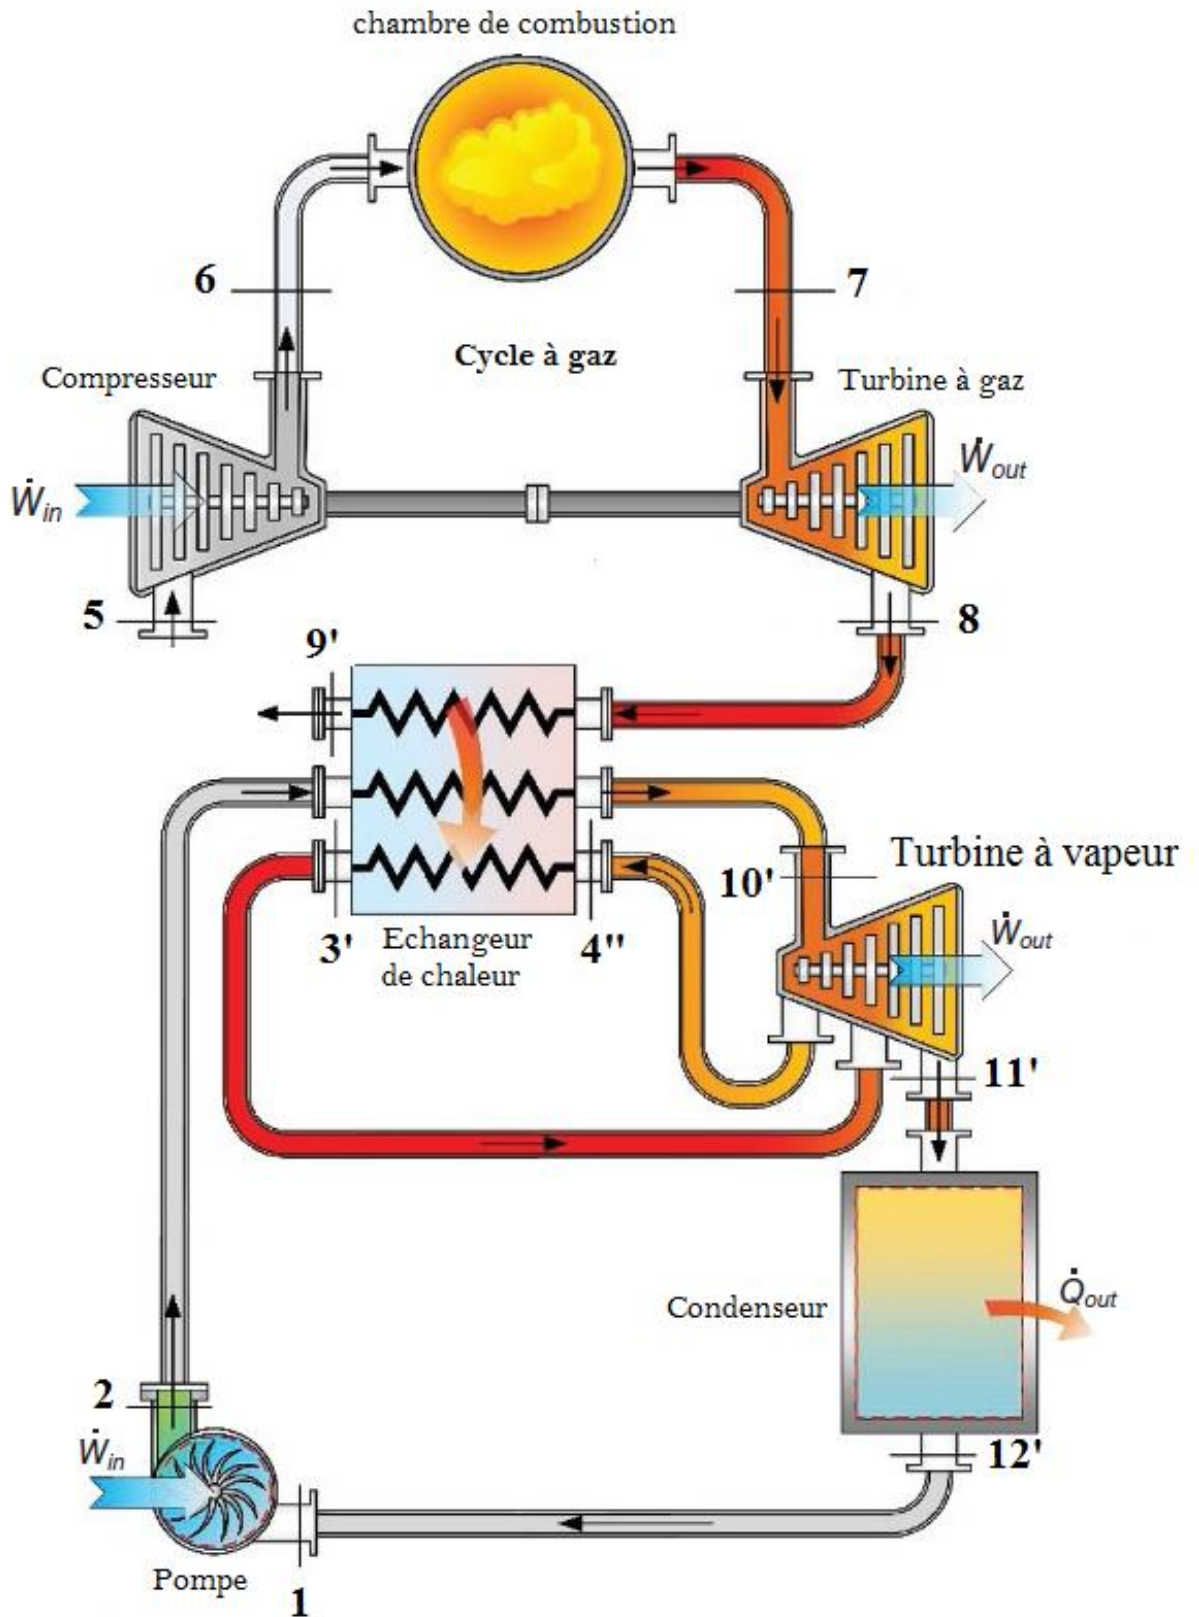 chambre de combustion
6
7
Cycle à gaz
Compresseur
Turbine à gaz
Ẇin
Ẇout
5
8
9'
Turbine à vapeur
10'
3'
Echangeur
de chaleur
4"
Ẇout
11'
Condenseur
Q̇out
2
Ẇin
12'
Pompe
1